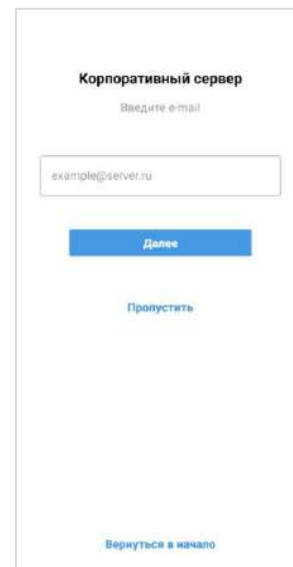 Корпоративный сервер
Введите e-mail
example@server.ru
Далее
Пропустить
Вернуться в начало